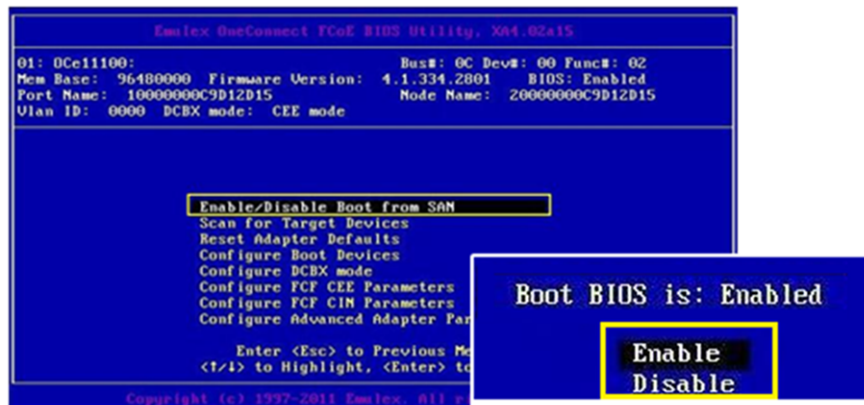 Emulex OneConnect FCoE BIOS Utility, XA4.02a15
01: OCe11100: Bus#: 0C Dev#: 00 Func#: 02
Mem Base: 96480000 Firmware Version: 4.1.334.2801 BIOS: Enabled
Port Name: 10000000C9D12D15 Node Name: 20000000C9D12D15
Vlan ID: 0000 DCBX mode: CEE mode
Enable/Disable Boot from SAN
Scan for Target Devices
Reset Adapter Defaults
Configure Boot Devices
Configure DCBX mode
Configure FCF CEE Parameters
Configure FCF CIN Parameters
Configure Advanced Adapter Par
Enter <Esc> to Previous Me
<↑/↓> to Highlight, <Enter> to
Copyright (c) 1997-2011 Emulex. All r
Boot BIOS is: Enabled
Enable
Disable